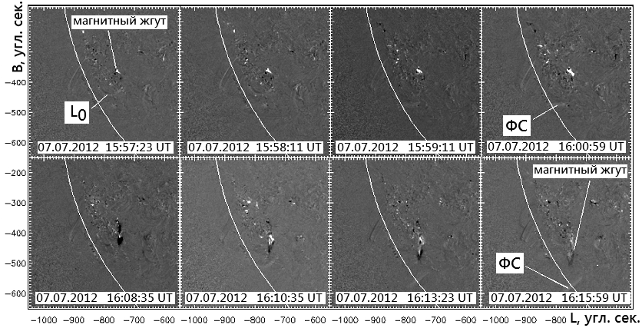 B, угл. сек.
магнитный жгут
L0
ФС
07.07.2012 15:57:23 UT
07.07.2012 15:58:11 UT
07.07.2012 15:59:11 UT
07.07.2012 16:00:59 UT
-300
-400
-500
-600
магнитный жгут
ФС
07.07.2012 16:08:35 UT
07.07.2012 16:10:35 UT
07.07.2012 16:13:23 UT
07.07.2012 16:15:59 UT
-200
-300
-400
-500
-600
-1000 -900 -800 -700 -600 -1000 -900 -800 -700 -600 -1000 -900 -800 -700 -600 -1000 -900 -800 L, угл. сек.